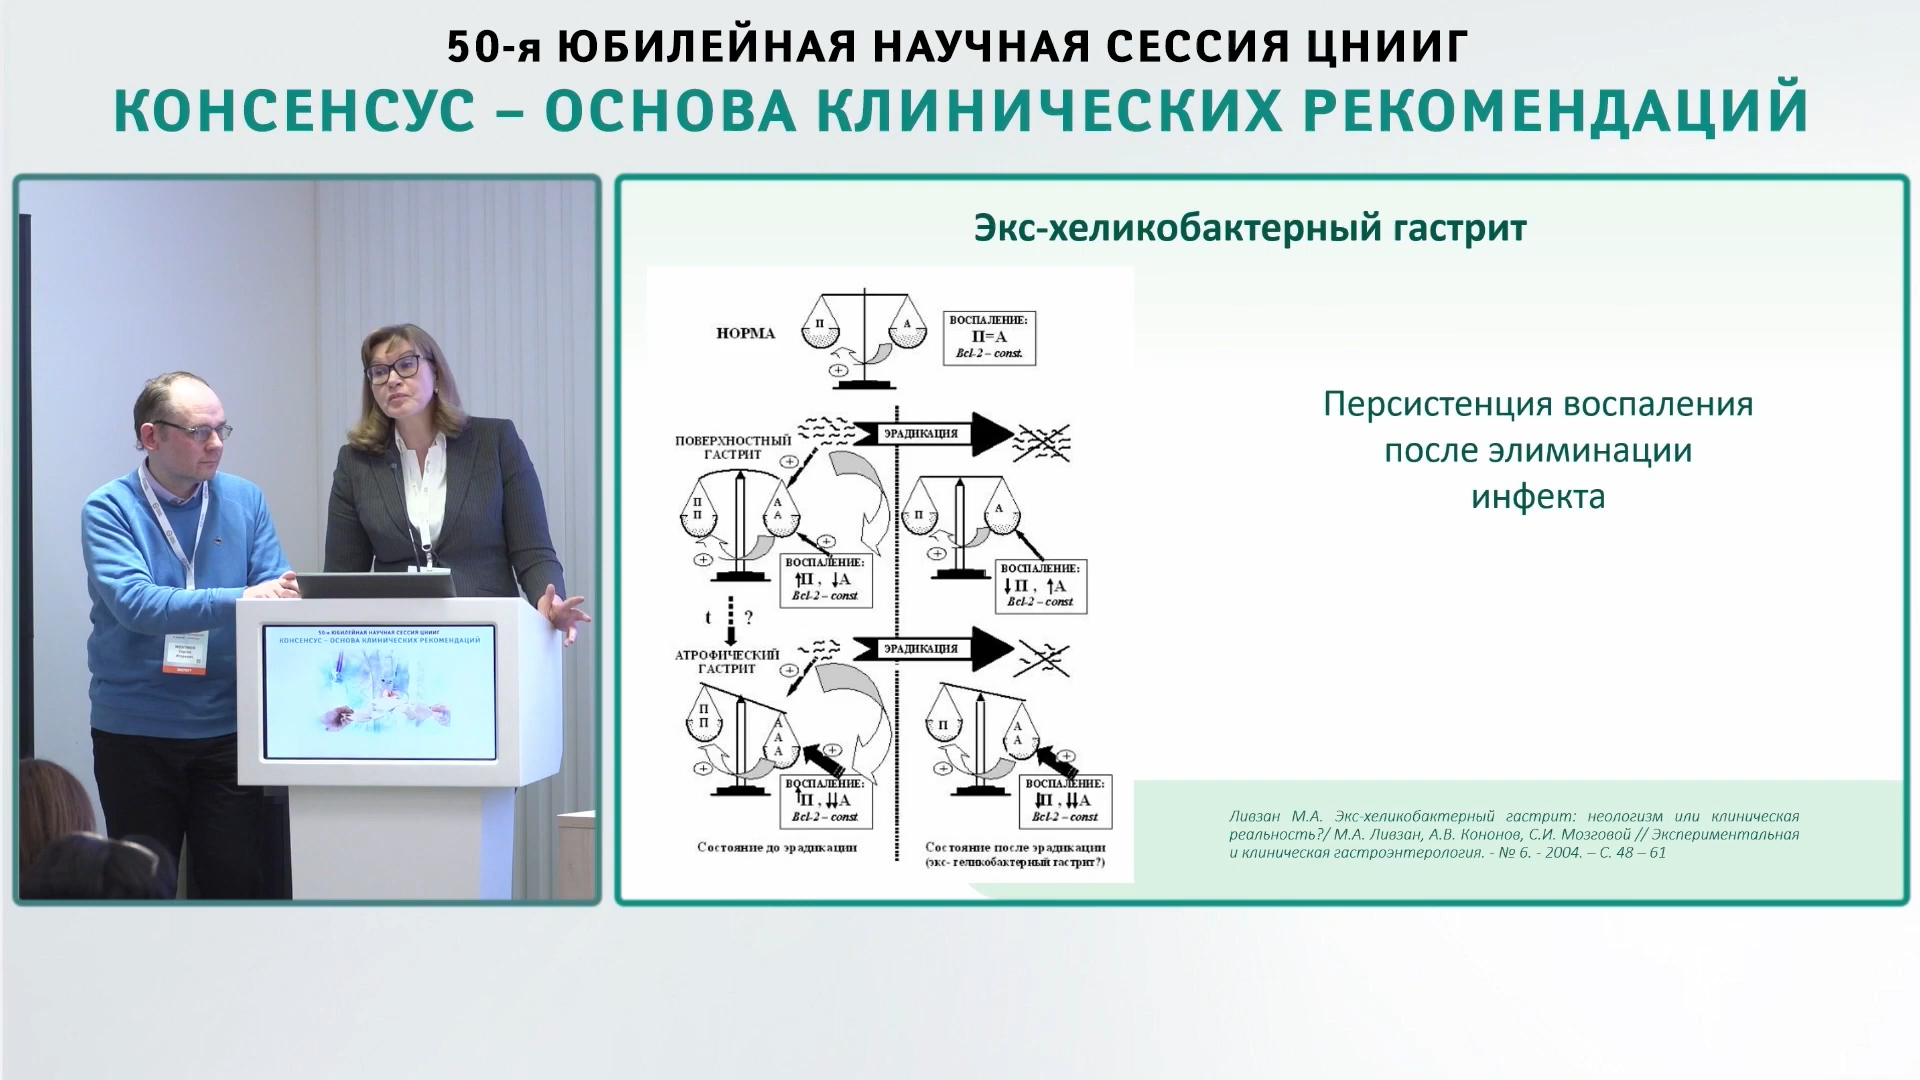 50-я ЮБИЛЕЙНАЯ НАУЧНАЯ СЕССИЯ ЦНИИГ
КОНСЕНСУС – ОСНОВА КЛИНИЧЕСКИХ РЕКОМЕНДАЦИЙ
50-я ЮБИЛЕЙНАЯ НАУЧНАЯ СЕССИЯ ЦНИИГ
КОНСЕНСУС – ОСНОВА КЛИНИЧЕСКИХ РЕКОМЕНДАЦИЙ
Экс-хеликобактерный гастрит
НОРМА
П
А
+
ВОСПАЛЕНИЕ:
П=А
Bcl-2 – const.
ПОВЕРХНОСТНЫЙ
ГАСТРИТ
ЭРАДИКАЦИЯ
+
П
П
А
А
+
+
ВОСПАЛЕНИЕ:
↑П , ↓А
Bcl-2 – const
П
А
+
ВОСПАЛЕНИЕ:
↓П , ↑А
Bcl-2 – const
t ?
АТРОФИЧЕСКИЙ
ГАСТРИТ
ЭРАДИКАЦИЯ
+
П
П
А
А
А
+
+
ВОСПАЛЕНИЕ:
↑П , ↓↓А
Bcl-2 – const
П
А
А
+
+
ВОСПАЛЕНИЕ:
П , ↓↓А
Bcl-2 – const
Состояние до эрадикации
Состояние после эрадикации
(экс- геликобактерный гастрит?)
Персистенция воспаления
после элиминации
инфекта
Ливзан М.А. Экс-хеликобактерный гастрит: неологизм или клиническая
реальность?/ М.А. Ливзан, А.В. Кононов, С.И. Мозговой // Экспериментальная
и клиническая гастроэнтерология. - № 6. - 2004. – С. 48 – 61